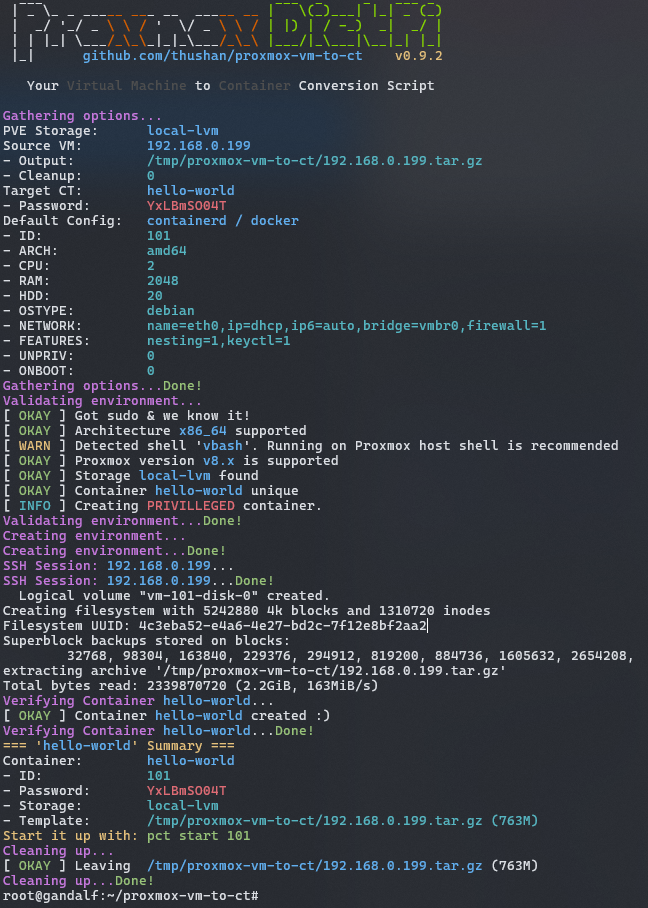 github.com/thushan/proxmox-vm-to-ct    v0.9.2
Your Virtual Machine to Container Conversion Script
Gathering options...
PVE Storage:      local-lvm
Source VM:        192.168.0.199
- Output:         /tmp/proxmox-vm-to-ct/192.168.0.199.tar.gz
- Cleanup:        0
Target CT:        hello-world
- Password:       YxLBmSO04T
Default Config:   containerd / docker
- ID:             101
- ARCH:           amd64
- CPU:            2
- RAM:            2048
- HDD:            20
- OSTYPE:         debian
- NETWORK:        name=eth0,ip=dhcp,ip6=auto,bridge=vmbr0,firewall=1
- FEATURES:       nesting=1,keyctl=1
- UNPRIV:         0
- ONBOOT:         0
Gathering options...Done!
Validating environment...
[ OKAY ] Got sudo & we know it!
[ OKAY ] Architecture x86_64 supported
[ WARN ] Detected shell 'vbash'. Running on Proxmox host shell is recommended
[ OKAY ] Proxmox version v8.x is supported
[ OKAY ] Storage local-lvm found
[ OKAY ] Container hello-world unique
[ INFO ] Creating PRIVILLEGED container.
Validating environment...Done!
Creating environment...
Creating environment...Done!
SSH Session: 192.168.0.199...
SSH Session: 192.168.0.199...Done!
  Logical volume "vm-101-disk-0" created.
Creating filesystem with 5242880 4k blocks and 1310720 inodes
Filesystem UUID: 4c3eba52-e4a6-4e27-bd2c-7f12e8bf2aa2
Superblock backups stored on blocks:
        32768, 98304, 163840, 229376, 294912, 819200, 884736, 1605632, 2654208,
extracting archive '/tmp/proxmox-vm-to-ct/192.168.0.199.tar.gz'
Total bytes read: 2339870720 (2.2GiB, 163MiB/s)
Verifying Container hello-world...
[ OKAY ] Container hello-world created :)
Verifying Container hello-world...Done!
=== 'hello-world' Summary ===
Container:        hello-world
- ID:             101
- Password:       YxLBmSO04T
- Storage:        local-lvm
- Template:       /tmp/proxmox-vm-to-ct/192.168.0.199.tar.gz (763M)
Start it up with: pct start 101
Cleaning up...
[ OKAY ] Leaving  /tmp/proxmox-vm-to-ct/192.168.0.199.tar.gz (763M)
Cleaning up...Done!
root@gandalf:~/proxmox-vm-to-ct#